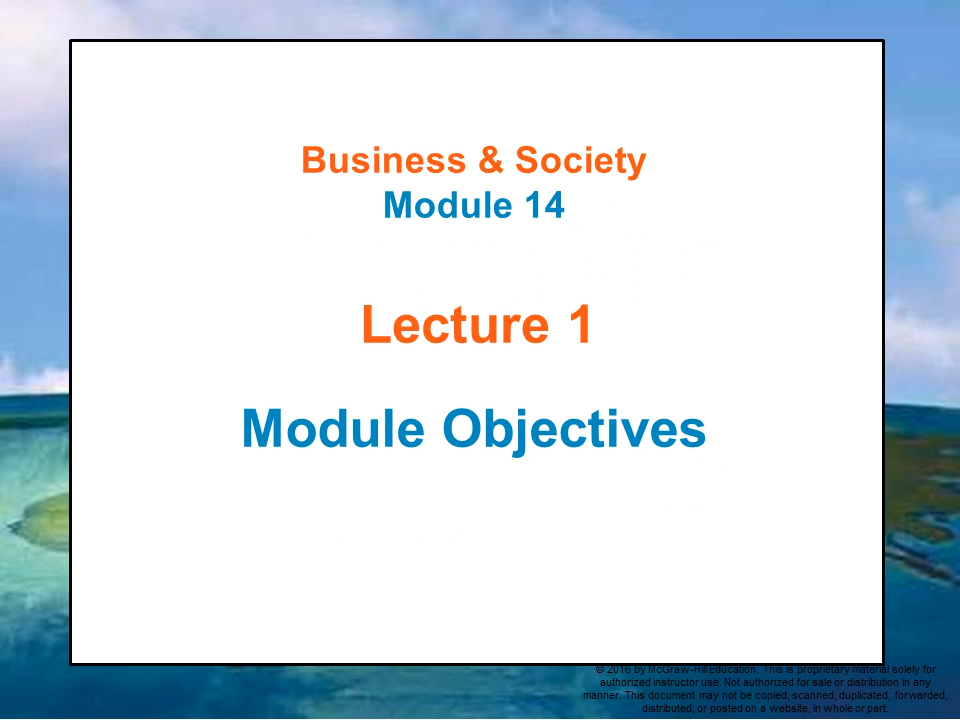 Business & Society
Module 14
Lecture 1
Module Objectives
© 2016 by McGraw-Hill Education. This is proprietary material solely for
authorized instructor use. Not authorized for sale or distribution in any
manner. This document may not be copied, scanned, duplicated, forwarded,
distributed, or posted on a website, in whole or part.